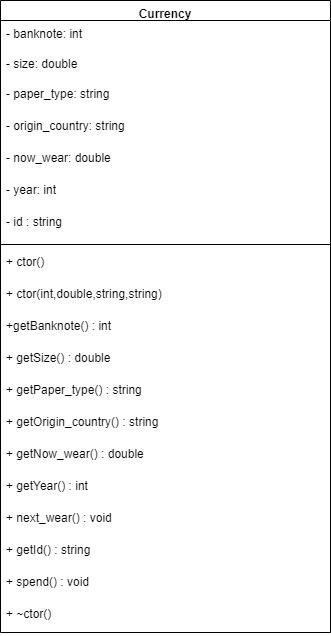 Currency
- banknote: int
- size: double
- paper_type: string
- origin_country: string
- now_wear: double
- year: int
- id : string
+ ctor()
+ ctor(int,double,string,string)
+getBanknote() : int
+ getSize() : double
+ getPaper_type() : string
+ getOrigin_country() : string
+ getNow_wear() : double
+ getYear() : int
+ next_wear() : void
+ getId() : string
+ spend() : void
+ ~ctor()